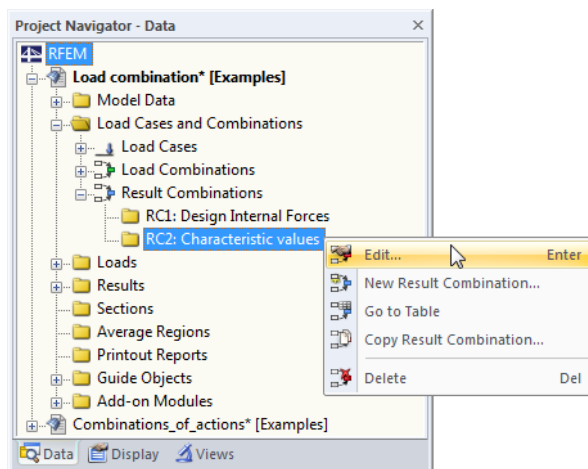 Project Navigator - Data
RFEM
Load combination* [Examples]
Model Data
Load Cases and Combinations
Load Cases
Load Combinations
Result Combinations
RC1: Design Internal Forces
RC2: Characteristic values
Edit... Enter
New Result Combination...
Go to Table
Copy Result Combination...
Delete Del
Loads
Results
Sections
Average Regions
Printout Reports
Guide Objects
Add-on Modules
Combinations_of_actions* [Examples]
Data Display Views